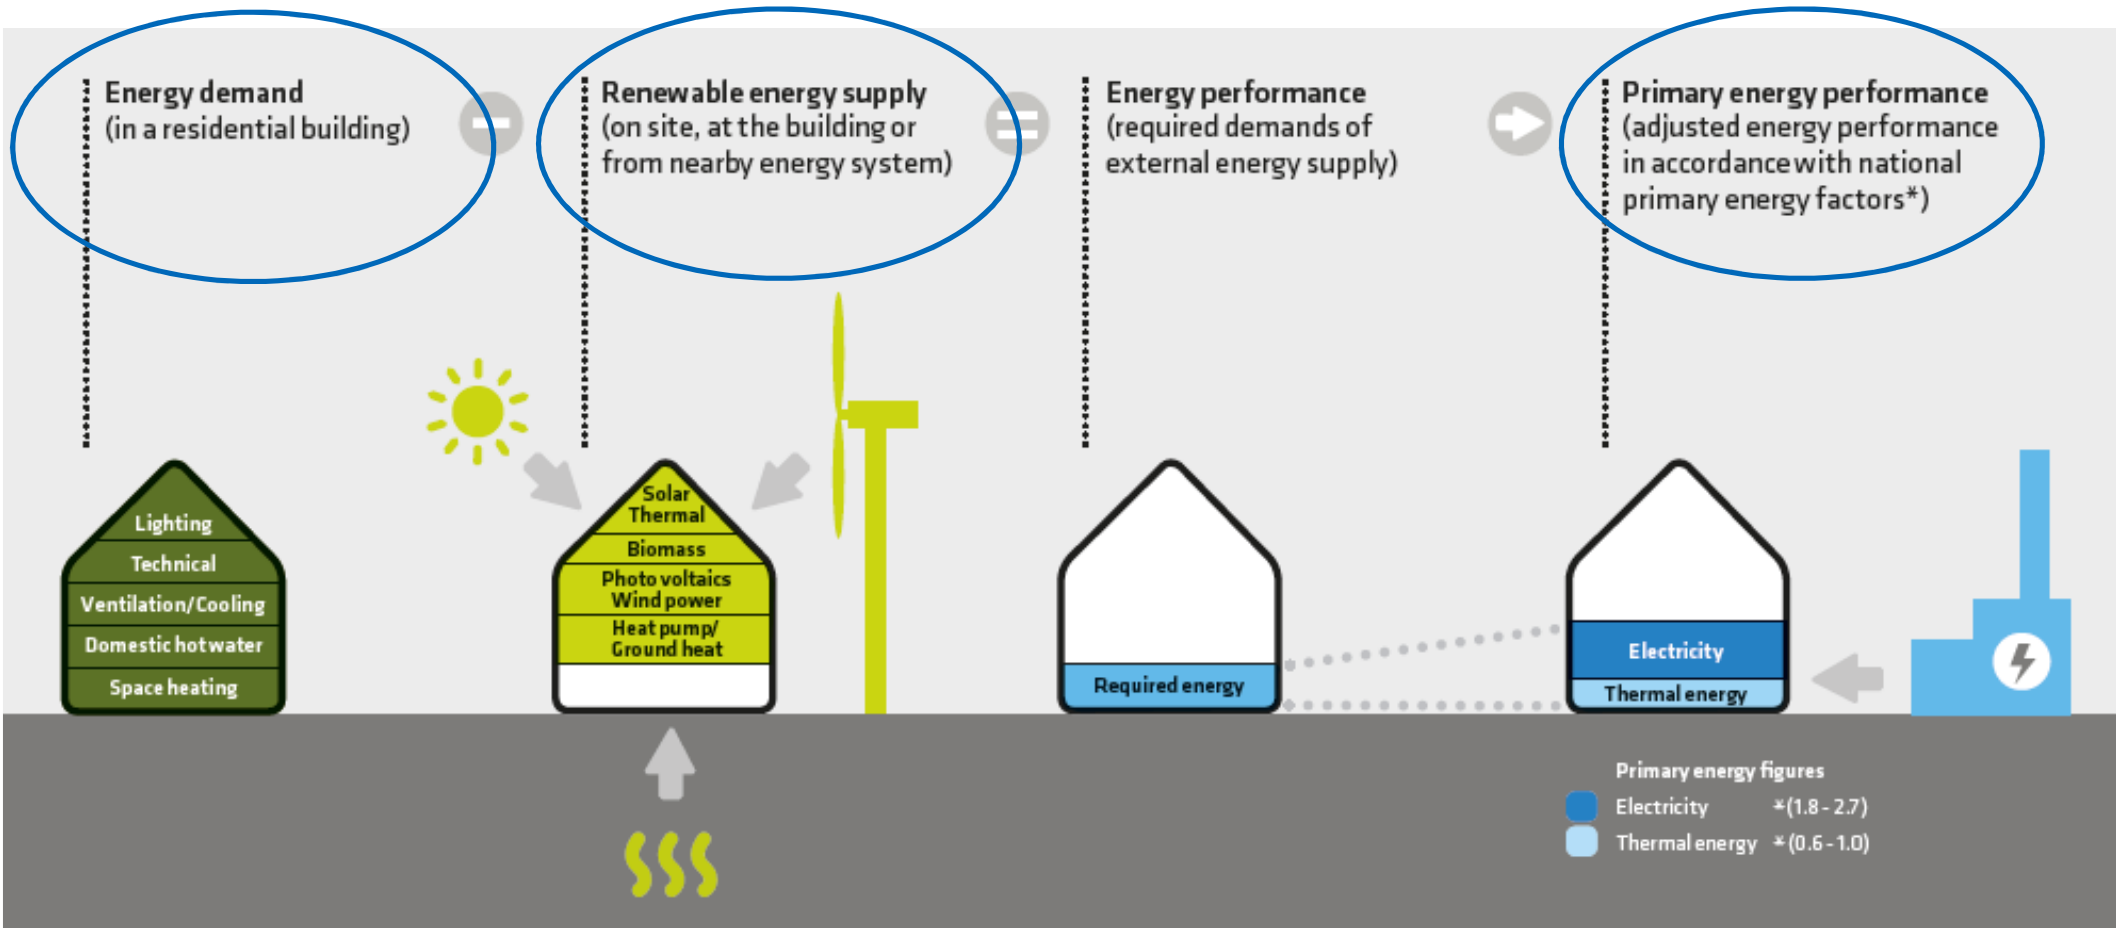 Energy demand
(in a residential building)
Renewable energy supply
(on site, at the building or
from nearby energy system)
Energy performance
(required demands of
external energy supply)
Primary energy performance
(adjusted energy performance
in accordance with national
primary energy factors*)
Lighting
Technical
Ventilation/Cooling
Domestic hot water
Space heating
Solar
Thermal
Biomass
Photo voltaics
Wind power
Heat pump/
Ground heat
Required energy
Electricity
Thermal energy
Primary energy figures
Electricity *(1.8 - 2.7)
Thermal energy *(0.6 - 1.0)